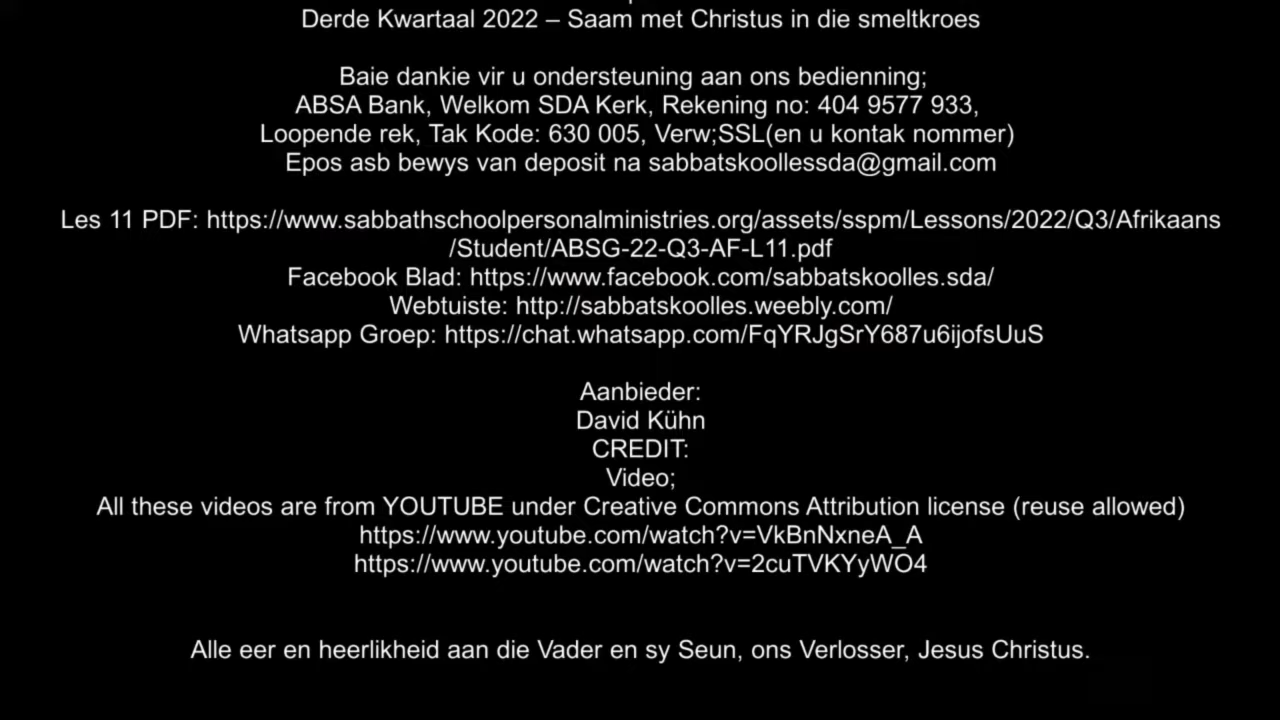 Derde Kwartaal 2022 – Saam met Christus in die smeltkroes
Baie dankie vir u ondersteuning aan ons bedienning;
ABSA Bank, Welkom SDA Kerk, Rekening no: 404 9577 933,
Loopende rek, Tak Kode: 630 005, Verw;SSL(en u kontak nommer)
Epos asb bewys van deposit na sabbatskoollessda@gmail.com
Les 11 PDF: https://www.sabbathschoolpersonalministries.org/assets/sspm/Lessons/2022/Q3/Afrikaans
/Student/ABSG-22-Q3-AF-L11.pdf
Facebook Blad: https://www.facebook.com/sabbatskoolles.sda/
Webtuiste: http://sabbatskoolles.weebly.com/
Whatsapp Groep: https://chat.whatsapp.com/FqYRJgSrY687u6ijofsUuS
Aanbieder:
David Kühn
CREDIT:
Video;
All these videos are from YOUTUBE under Creative Commons Attribution license (reuse allowed)
https://www.youtube.com/watch?v=VkBnNxneA_A
https://www.youtube.com/watch?v=2cuTVKYyWO4
Alle eer en heerlikheid aan die Vader en sy Seun, ons Verlosser, Jesus Christus.